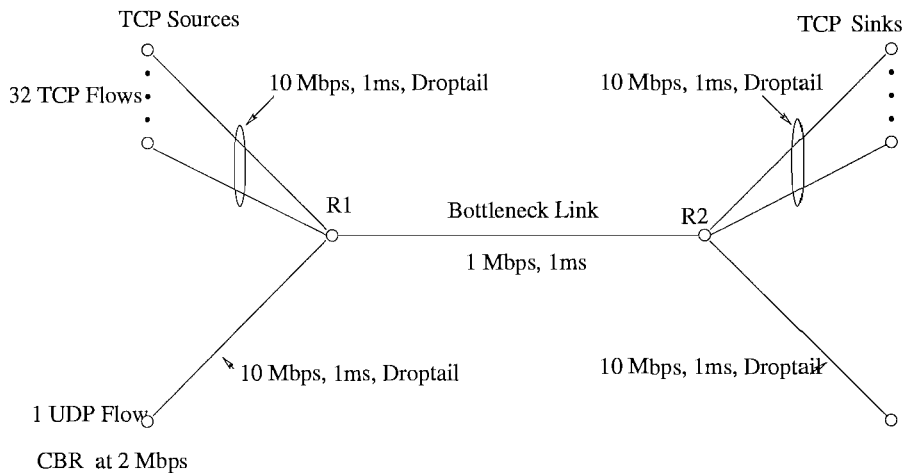 TCP Sources
TCP Sinks
32 TCP Flows
10 Mbps, 1ms, Droptail
10 Mbps, 1ms, Droptail
R1
Bottleneck Link
R2
1 Mbps, 1ms
10 Mbps, 1ms, Droptail
10 Mbps, 1ms, Droptail
1 UDP Flow
CBR at 2 Mbps